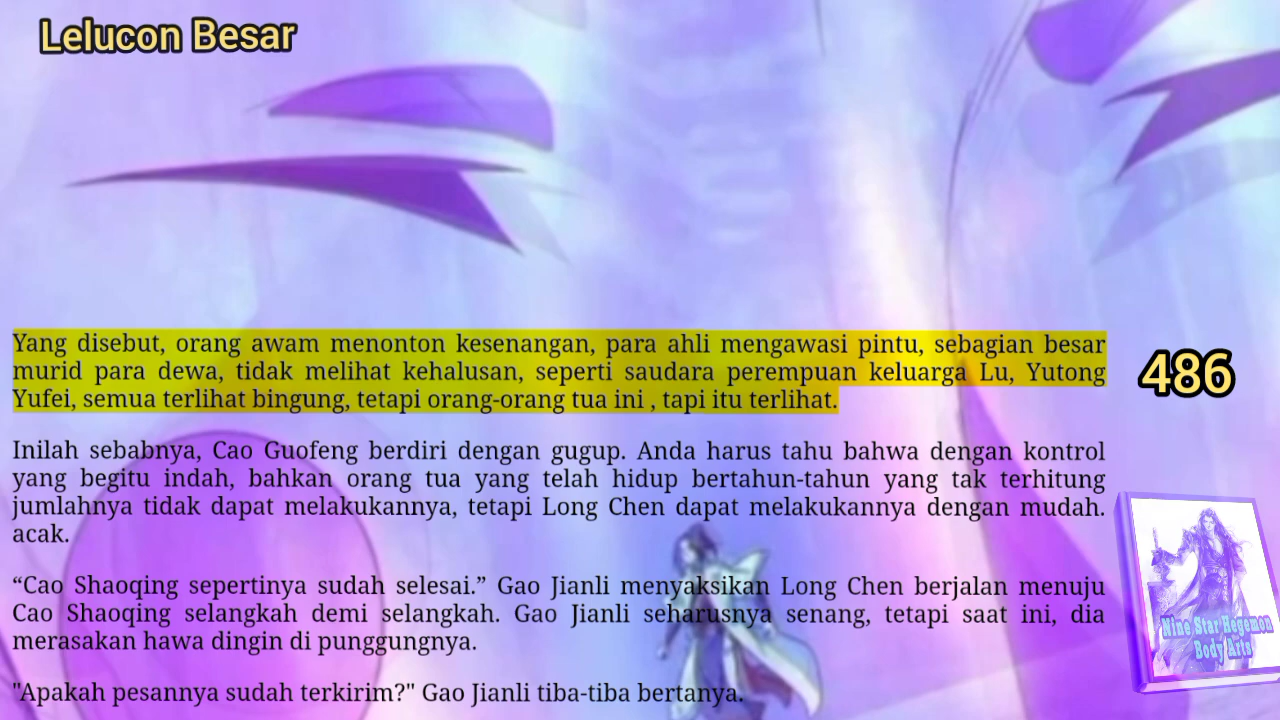 Lelucon Besar
Yang disebut, orang awam menonton kesenangan, para ahli mengawasi pintu, sebagian besar
murid para dewa, tidak melihat kehalusan, seperti saudara perempuan keluarga Lu, Yutong
Yufei, semua terlihat bingung, tetapi orang-orang tua ini , tapi itu terlihat.
486
Inilah sebabnya, Cao Guofeng berdiri dengan gugup. Anda harus tahu bahwa dengan kontrol
yang begitu indah, bahkan orang tua yang telah hidup bertahun-tahun yang tak terhitung
jumlahnya tidak dapat melakukannya, tetapi Long Chen dapat melakukannya dengan mudah.
acak.
“Cao Shaoqing sepertinya sudah selesai.” Gao Jianli menyaksikan Long Chen berjalan menuju
Cao Shaoqing selangkah demi selangkah. Gao Jianli seharusnya senang, tetapi saat ini, dia
merasakan hawa dingin di punggungnya.
"Apakah pesannya sudah terkirim?" Gao Jianli tiba-tiba bertanya.
Nine Star Hegemon
Body Arts